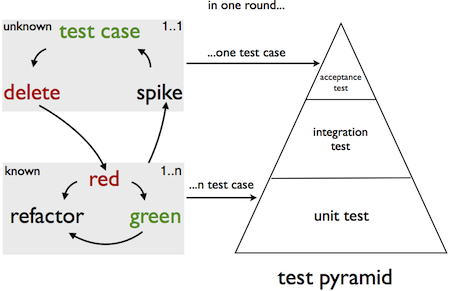 in one round...
unknown
test case
1..1
...one test case
delete
spike
acceptance
test
integration
test
known
1..n
red
...n test case
refactor
green
unit test
test pyramid